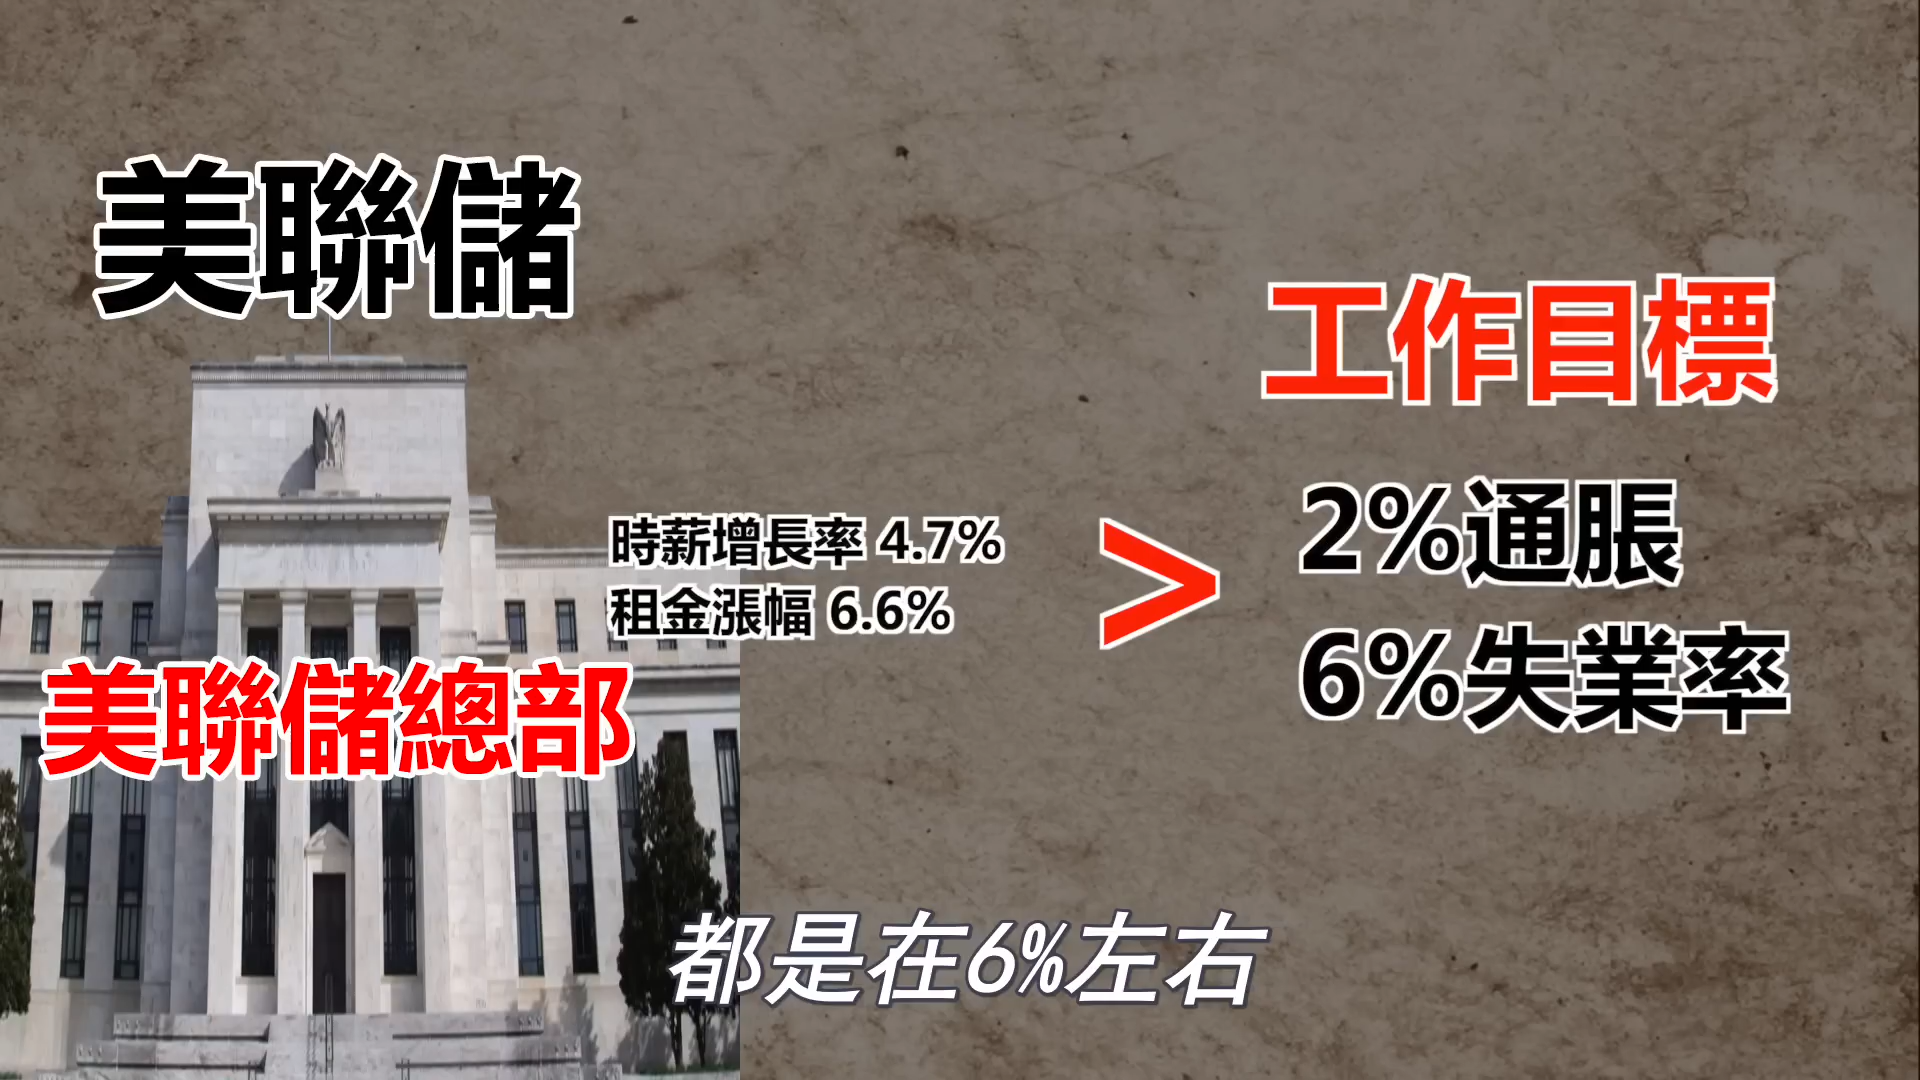 美聯儲
美聯儲總部
時薪增長率 4.7%
租金漲幅 6.6%
>
工作目標
2%通脹
6%失業率
都是在6%左右